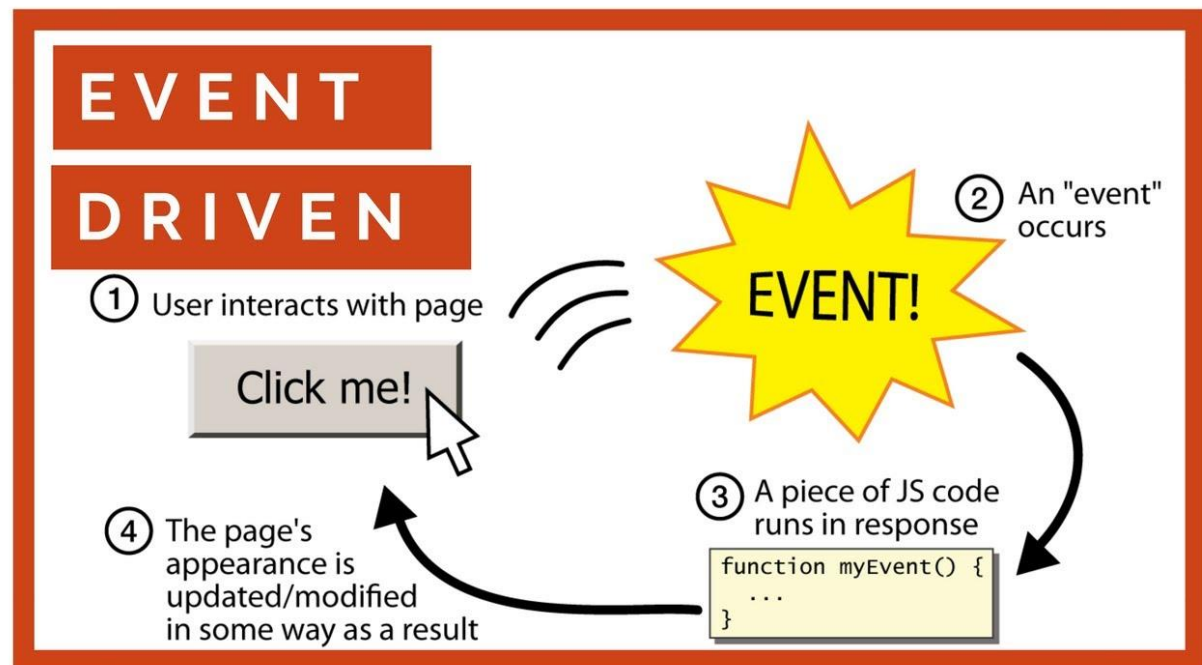 EVENT
DRIVEN
1 User interacts with page
Click me!
2 An "event"
occurs
EVENT!
3 A piece of JS code
runs in response
function myEvent() {
...
}
4 The page's
appearance is
updated/modified
in some way as a result